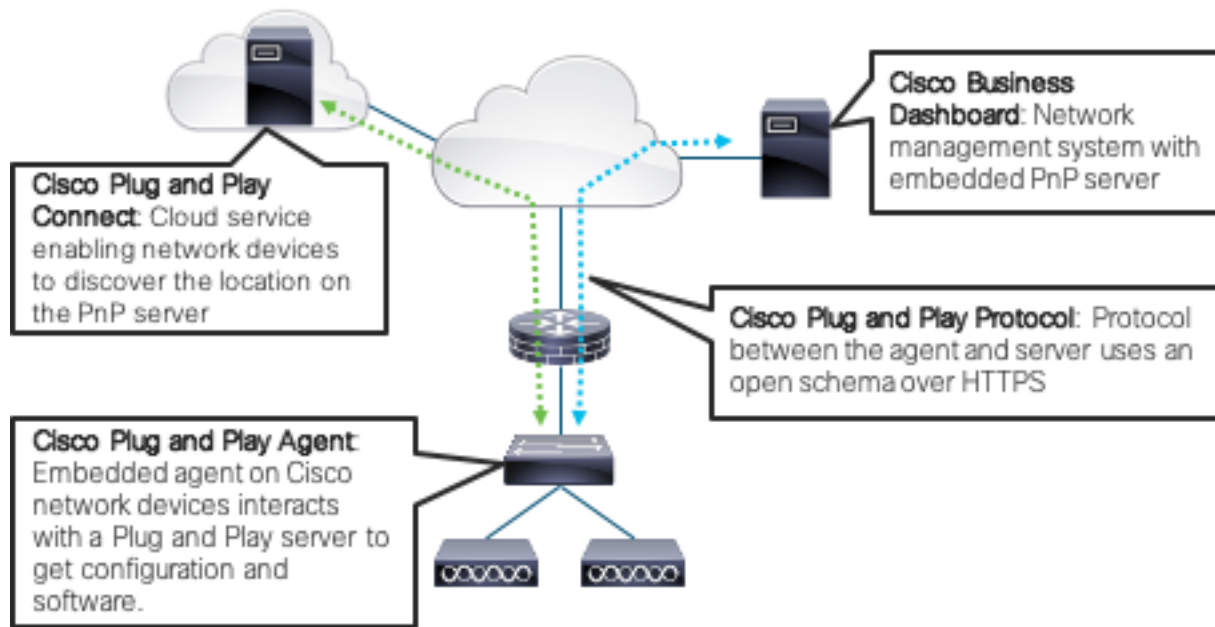 Cisco Plug and Play
Connect: Cloud service
enabling network devices
to discover the location on
the PnP server
Cisco Business
Dashboard: Network
management system with
embedded PnP server
Cisco Plug and Play Protocol: Protocol
between the agent and server uses an
open schema over HTTPS
Cisco Plug and Play Agent:
Embedded agent on Cisco
network devices interacts
with a Plug and Play server to
get configuration and
software.